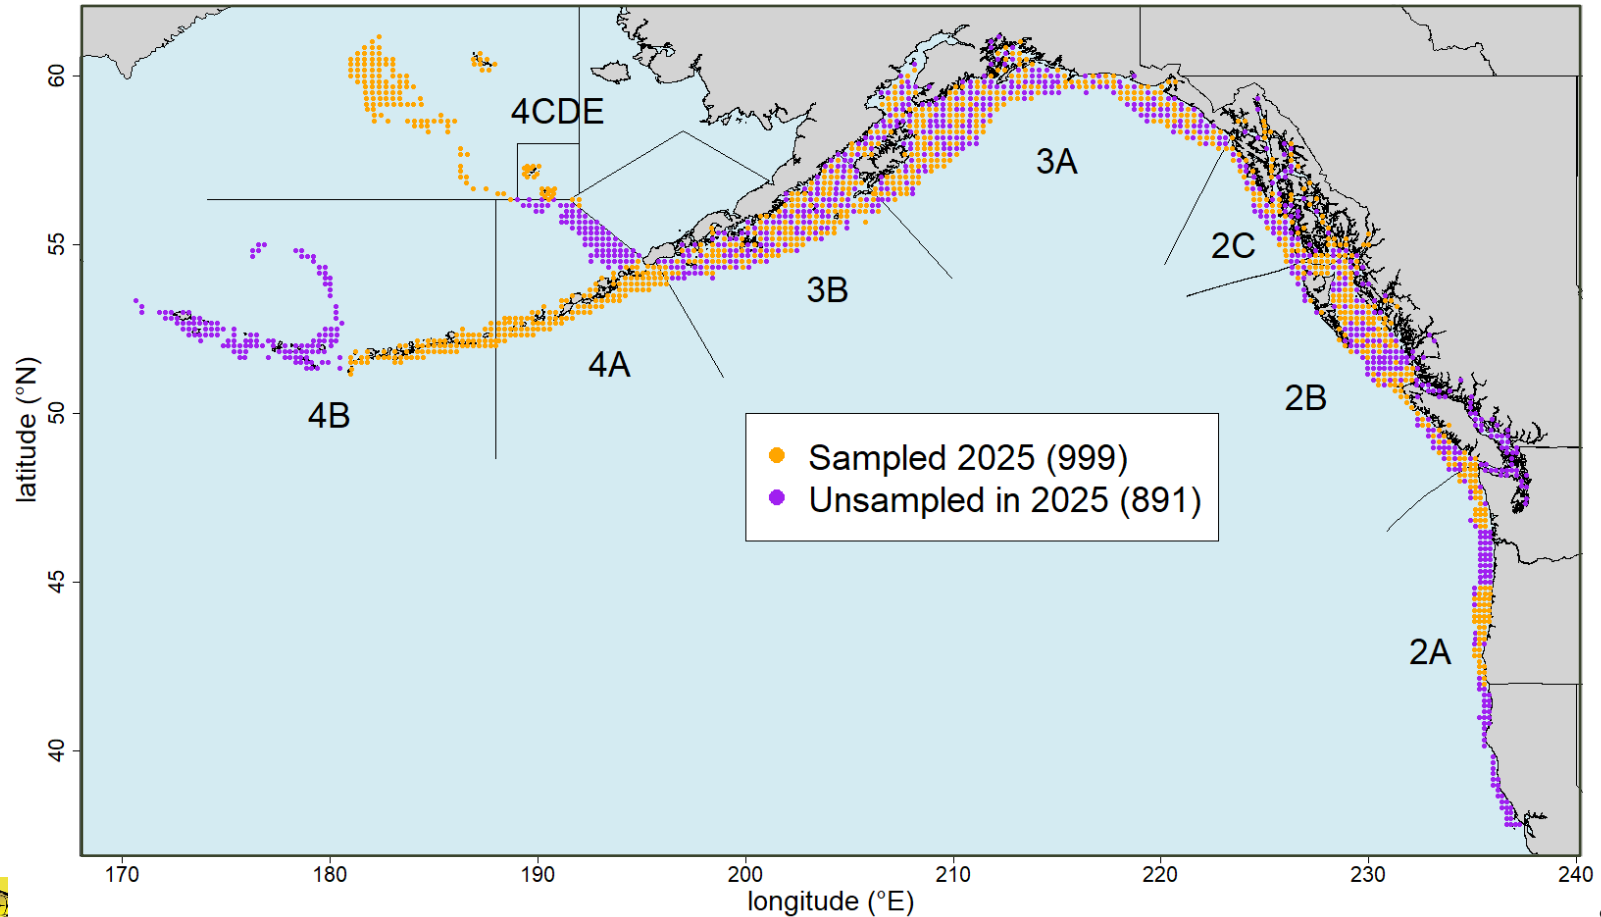 60
55
50
45
40
latitude (°N)
4CDE
3A
2C
3B
4A
4B
2B
2A
Sampled 2025 (999)
Unsampled in 2025 (891)
170
180
190
200
210
220
230
240
longitude (°E)